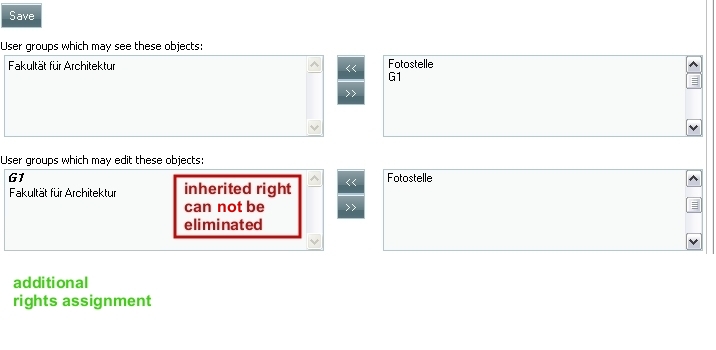 Save
User groups which may see these objects:
Fakultät für Architektur
<<
>>
Fotostelle
G1
User groups which may edit these objects:
G1
Fakultät für Architektur
inherited right
can not be
eliminated
<<
>>
Fotostelle
additional
rights assignment